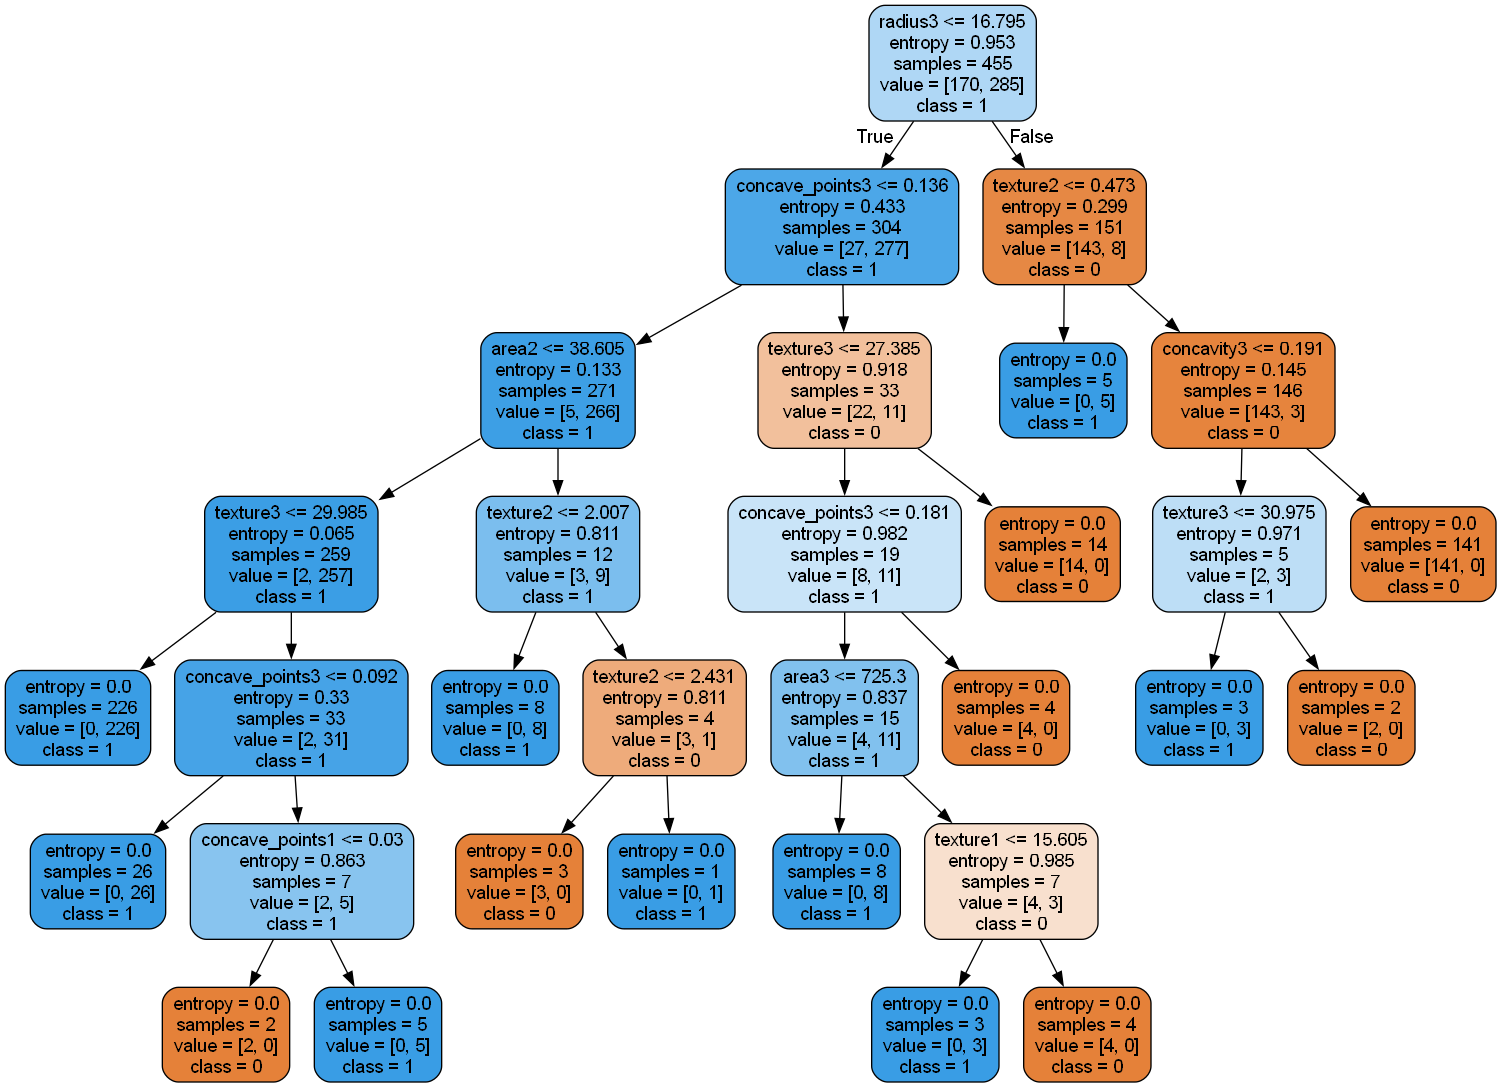 radius3 <= 16.795
entropy = 0.953
samples = 455
value = [170, 285]
class = 1
True
False
concave_points3 <= 0.136
entropy = 0.433
samples = 304
value = [27, 277]
class = 1
texture2 <= 0.473
entropy = 0.299
samples = 151
value = [143, 8]
class = 0
area2 <= 38.605
entropy = 0.133
samples = 271
value = [5, 266]
class = 1
texture3 <= 27.385
entropy = 0.918
samples = 33
value = [22, 11]
class = 0
entropy = 0.0
samples = 5
value = [0, 5]
class = 1
concavity3 <= 0.191
entropy = 0.145
samples = 146
value = [143, 3]
class = 0
texture3 <= 29.985
entropy = 0.065
samples = 259
value = [2, 257]
class = 1
texture2 <= 2.007
entropy = 0.811
samples = 12
value = [3, 9]
class = 1
concave_points3 <= 0.181
entropy = 0.982
samples = 19
value = [8, 11]
class = 1
entropy = 0.0
samples = 14
value = [14, 0]
class = 0
texture3 <= 30.975
entropy = 0.971
samples = 5
value = [2, 3]
class = 1
entropy = 0.0
samples = 141
value = [141, 0]
class = 0
entropy = 0.0
samples = 226
value = [0, 226]
class = 1
concave_points3 <= 0.092
entropy = 0.33
samples = 33
value = [2, 31]
class = 1
entropy = 0.0
samples = 8
value = [0, 8]
class = 1
texture2 <= 2.431
entropy = 0.811
samples = 4
value = [3, 1]
class = 0
area3 <= 725.3
entropy = 0.837
samples = 15
value = [4, 11]
class = 1
entropy = 0.0
samples = 4
value = [4, 0]
class = 0
entropy = 0.0
samples = 3
value = [0, 3]
class = 1
entropy = 0.0
samples = 2
value = [2, 0]
class = 0
entropy = 0.0
samples = 26
value = [0, 26]
class = 1
concave_points1 <= 0.03
entropy = 0.863
samples = 7
value = [2, 5]
class = 1
entropy = 0.0
samples = 3
value = [3, 0]
class = 0
entropy = 0.0
samples = 1
value = [0, 1]
class = 1
entropy = 0.0
samples = 8
value = [0, 8]
class = 1
texture1 <= 15.605
entropy = 0.985
samples = 7
value = [4, 3]
class = 0
entropy = 0.0
samples = 2
value = [2, 0]
class = 0
entropy = 0.0
samples = 5
value = [0, 5]
class = 1
entropy = 0.0
samples = 3
value = [0, 3]
class = 1
entropy = 0.0
samples = 4
value = [4, 0]
class = 0